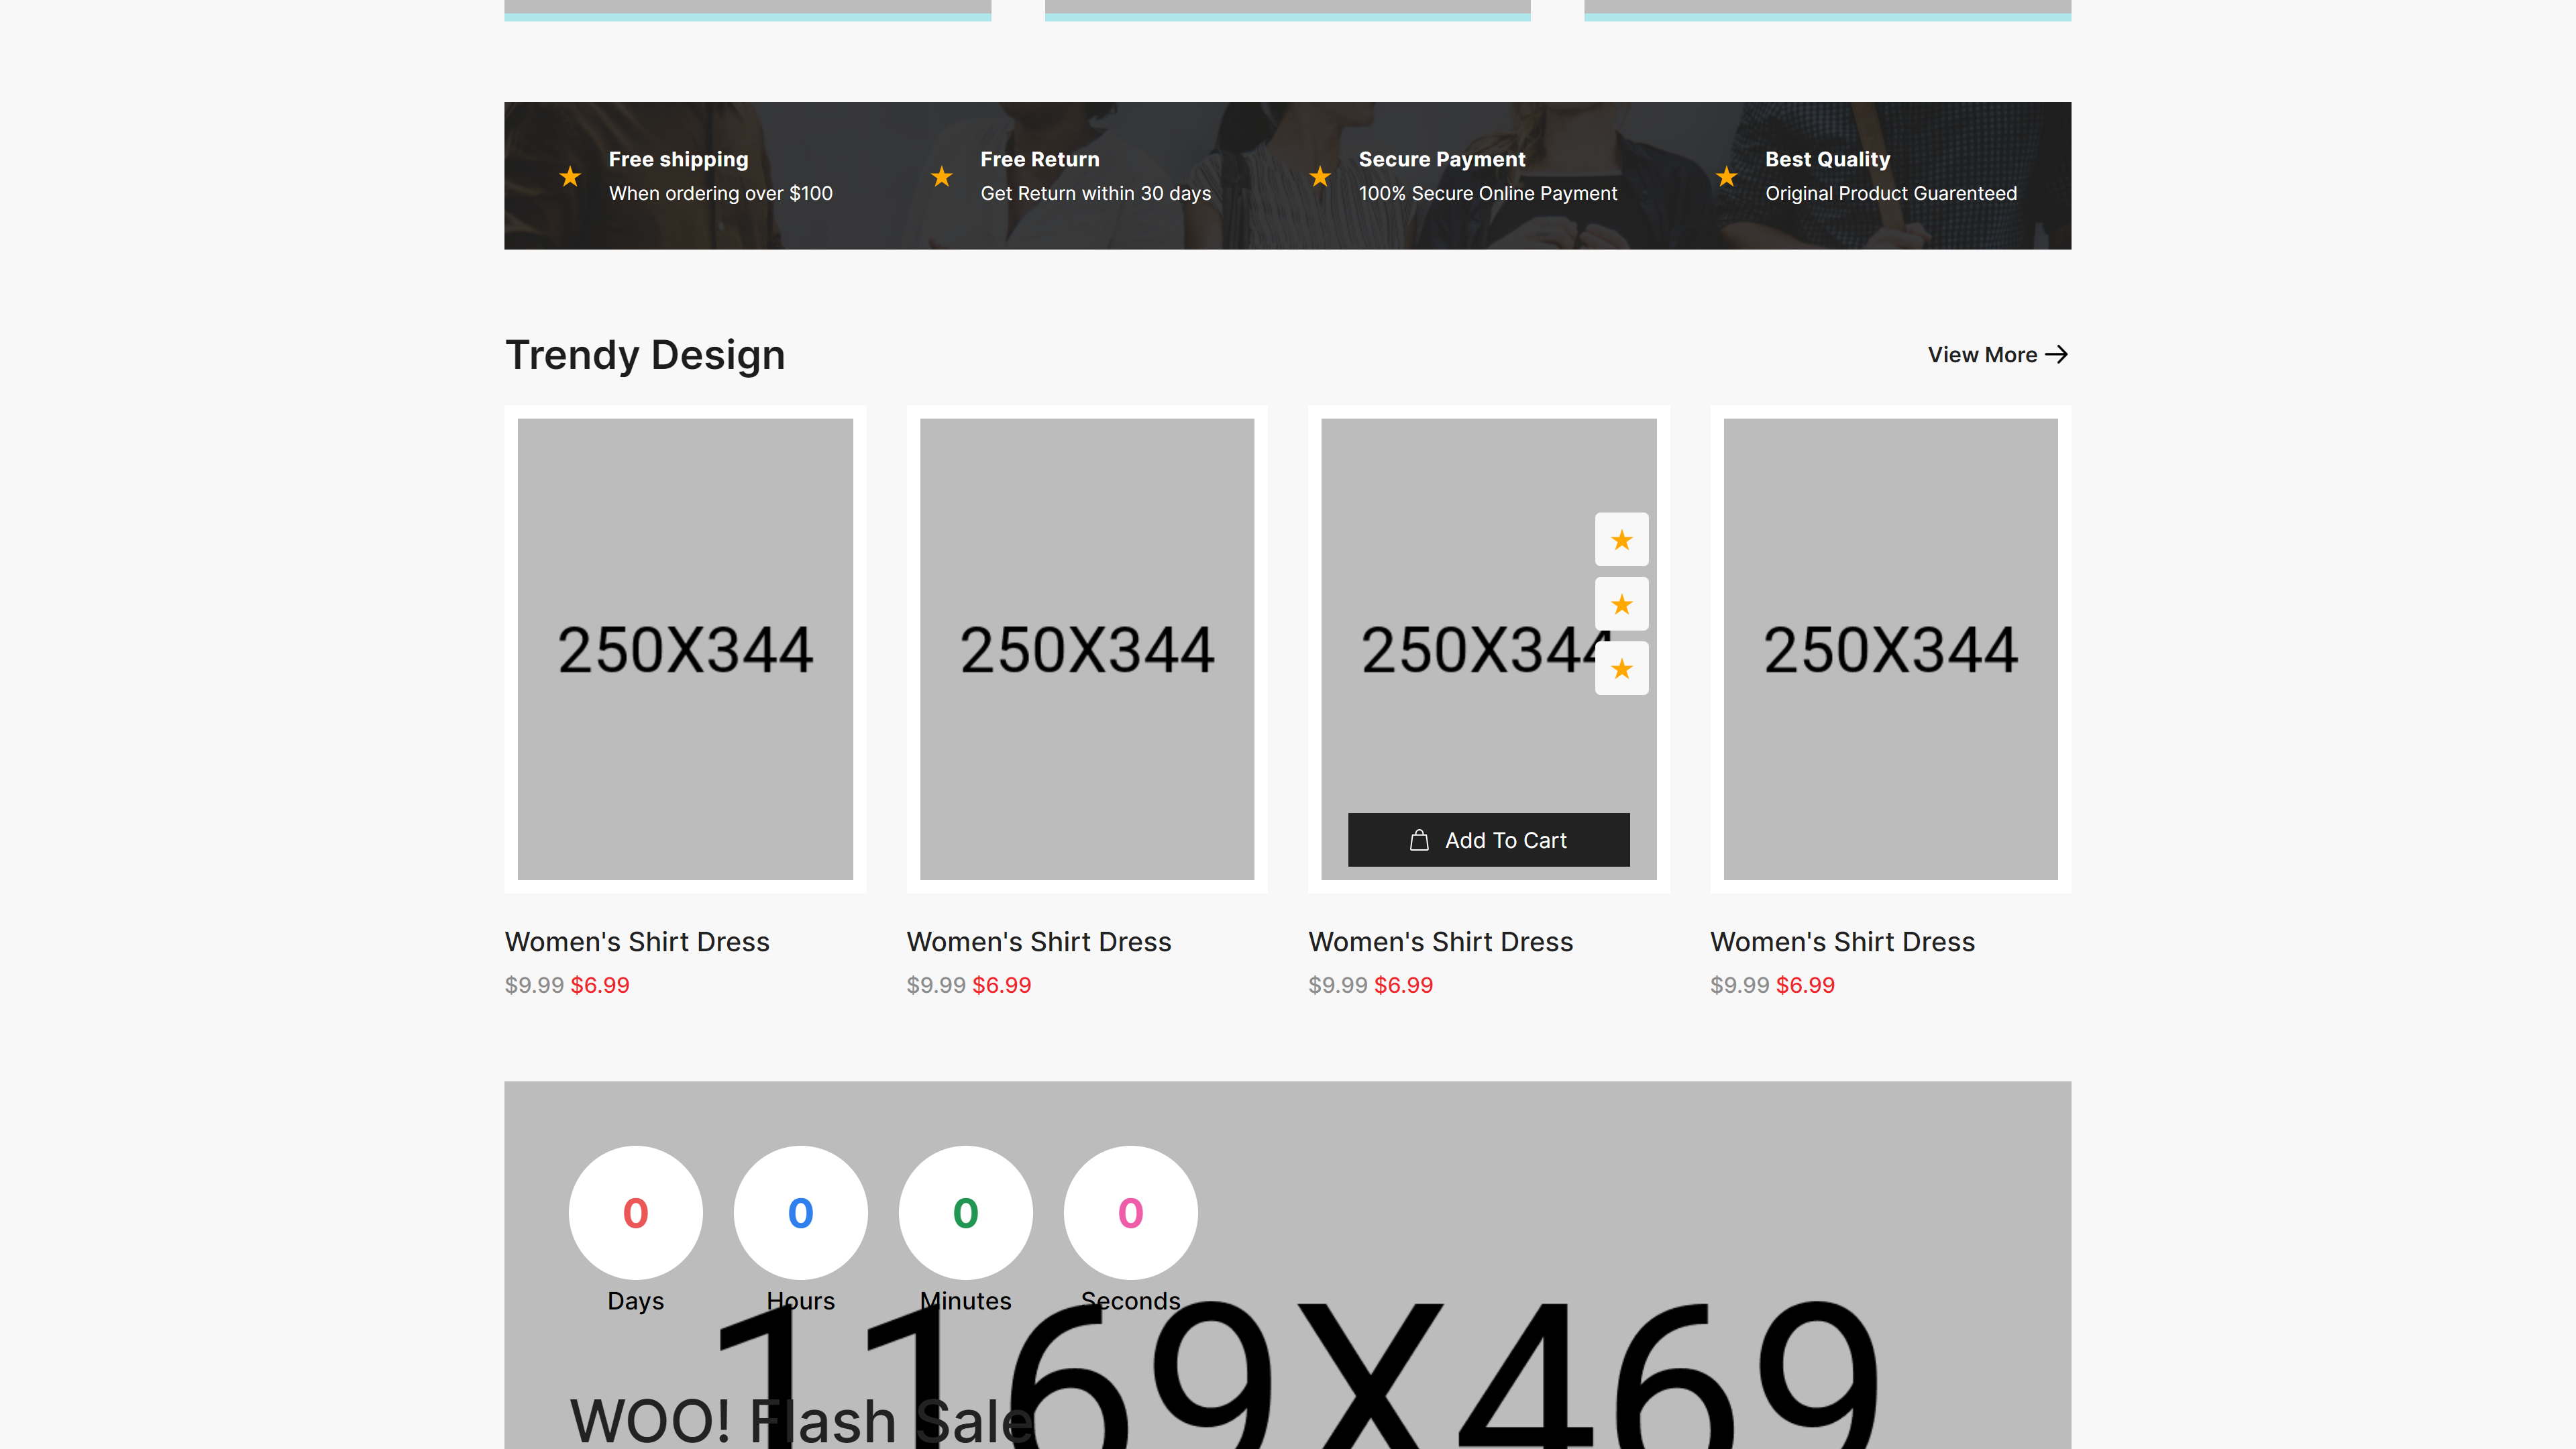 Free shipping
When ordering over $100
Free Return
Get Return within 30 days
Secure Payment
100% Secure Online Payment
Best Quality
Original Product Guarenteed
Trendy Design
View More
250X344
250X344
250X344
250X344
Add To Cart
Women's Shirt Dress
$9.99 $6.99
Women's Shirt Dress
$9.99 $6.99
Women's Shirt Dress
$9.99 $6.99
Women's Shirt Dress
$9.99 $6.99
0
Days
0
Hours
0
Minutes
0
Seconds
1169X469
WOO! Flash Sale